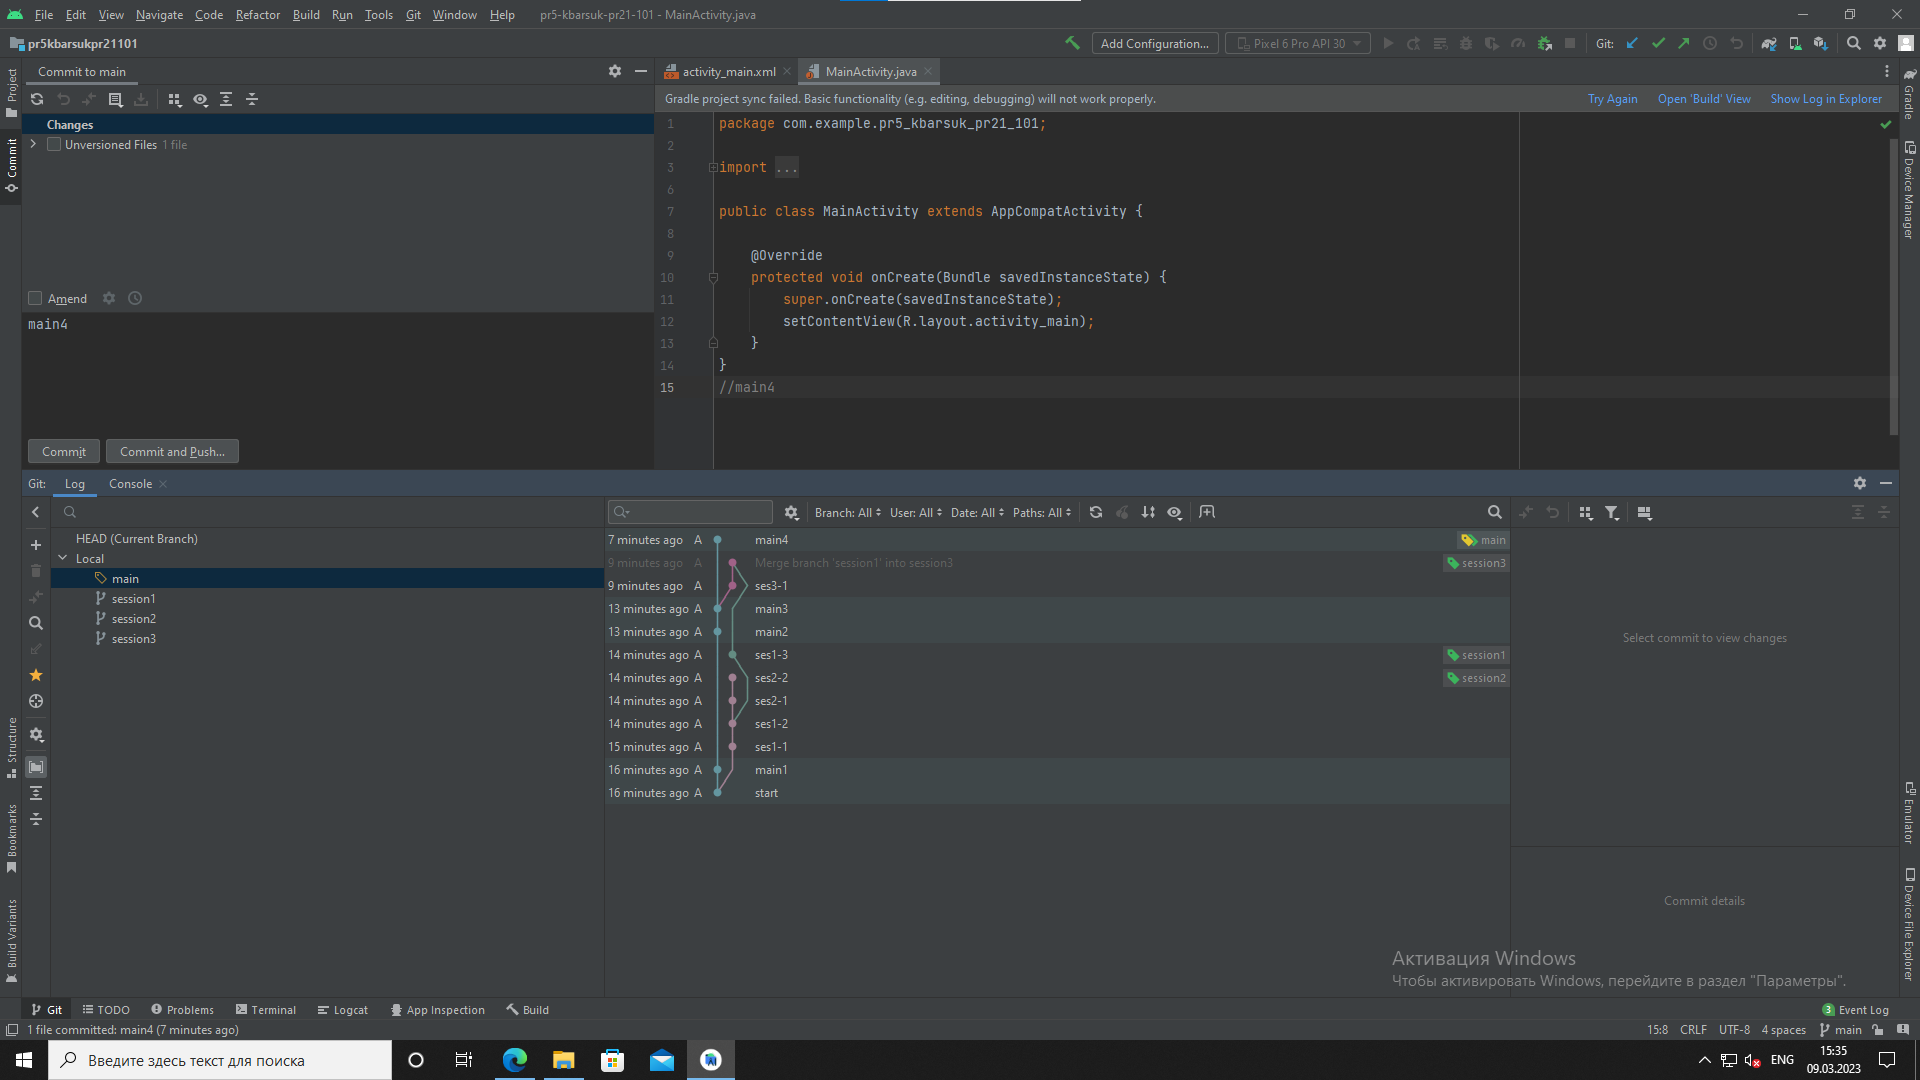 File Edit View Navigate Code Refactor Build Run Tools Git Window Help pr5-kbarsuk-pr21-101 - MainActivity.java
pr5kbarsukpr21101
Add Configuration...
Pixel 6 Pro API 30
Git:
Project
Commit
Structure
Bookmarks
Build Variants
Commit to main
Changes
Unversioned Files 1 file
Amend
main4
Commit
Commit and Push...
activity_main.xml
MainActivity.java
Gradle project sync failed. Basic functionality (e.g. editing, debugging) will not work properly.
Try Again
Open 'Build' View
Show Log in Explorer
1 package com.example.pr5_kbarsuk_pr21_101;
2
3 import ...
6
7 public class MainActivity extends AppCompatActivity {
8
9 @Override
10 protected void onCreate(Bundle savedInstanceState) {
11 super.onCreate(savedInstanceState);
12 setContentView(R.layout.activity_main);
13 }
14 }
15 //main4
Gradle
Device Manager
Emulator
Device File Explorer
Git: Log Console
HEAD (Current Branch)
Local
main
session1
session2
session3
Branch: All User: All Date: All Paths: All
7 minutes ago A main4 main
9 minutes ago A Merge branch 'session1' into session3 session3
9 minutes ago A ses3-1
13 minutes ago A main3
13 minutes ago A main2
14 minutes ago A ses1-3 session1
14 minutes ago A ses2-2 session2
14 minutes ago A ses2-1
14 minutes ago A ses1-2
15 minutes ago A ses1-1
16 minutes ago A main1
16 minutes ago A start
Select commit to view changes
Commit details
Активация Windows
Чтобы активировать Windows, перейдите в раздел "Параметры".
Git TODO Problems Terminal Logcat App Inspection Build
3 Event Log
1 file committed: main4 (7 minutes ago)
15:8 CRLF UTF-8 4 spaces main
Введите здесь текст для поиска
ENG
15:35
09.03.2023